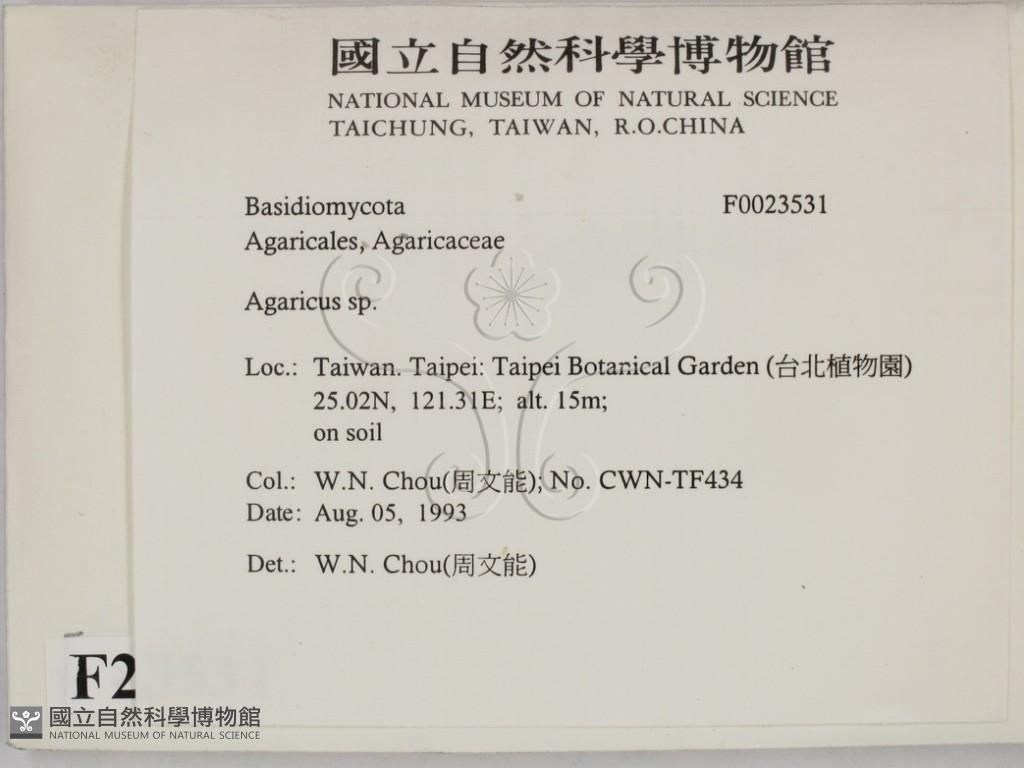 國立自然科學博物館
NATIONAL MUSEUM OF NATURAL SCIENCE
TAICHUNG, TAIWAN, R.O.CHINA
Basidiomycota F0023531
Agaricales, Agaricaceae
Agaricus sp.
Loc.: Taiwan. Taipei: Taipei Botanical Garden (台北植物園)
25.02N, 121.31E; alt. 15m;
on soil
Col.: W.N. Chou(周文能); No. CWN-TF434
Date: Aug. 05, 1993
Det.: W.N. Chou(周文能)
F2
國立自然科學博物館
NATIONAL MUSEUM OF NATURAL SCIENCE